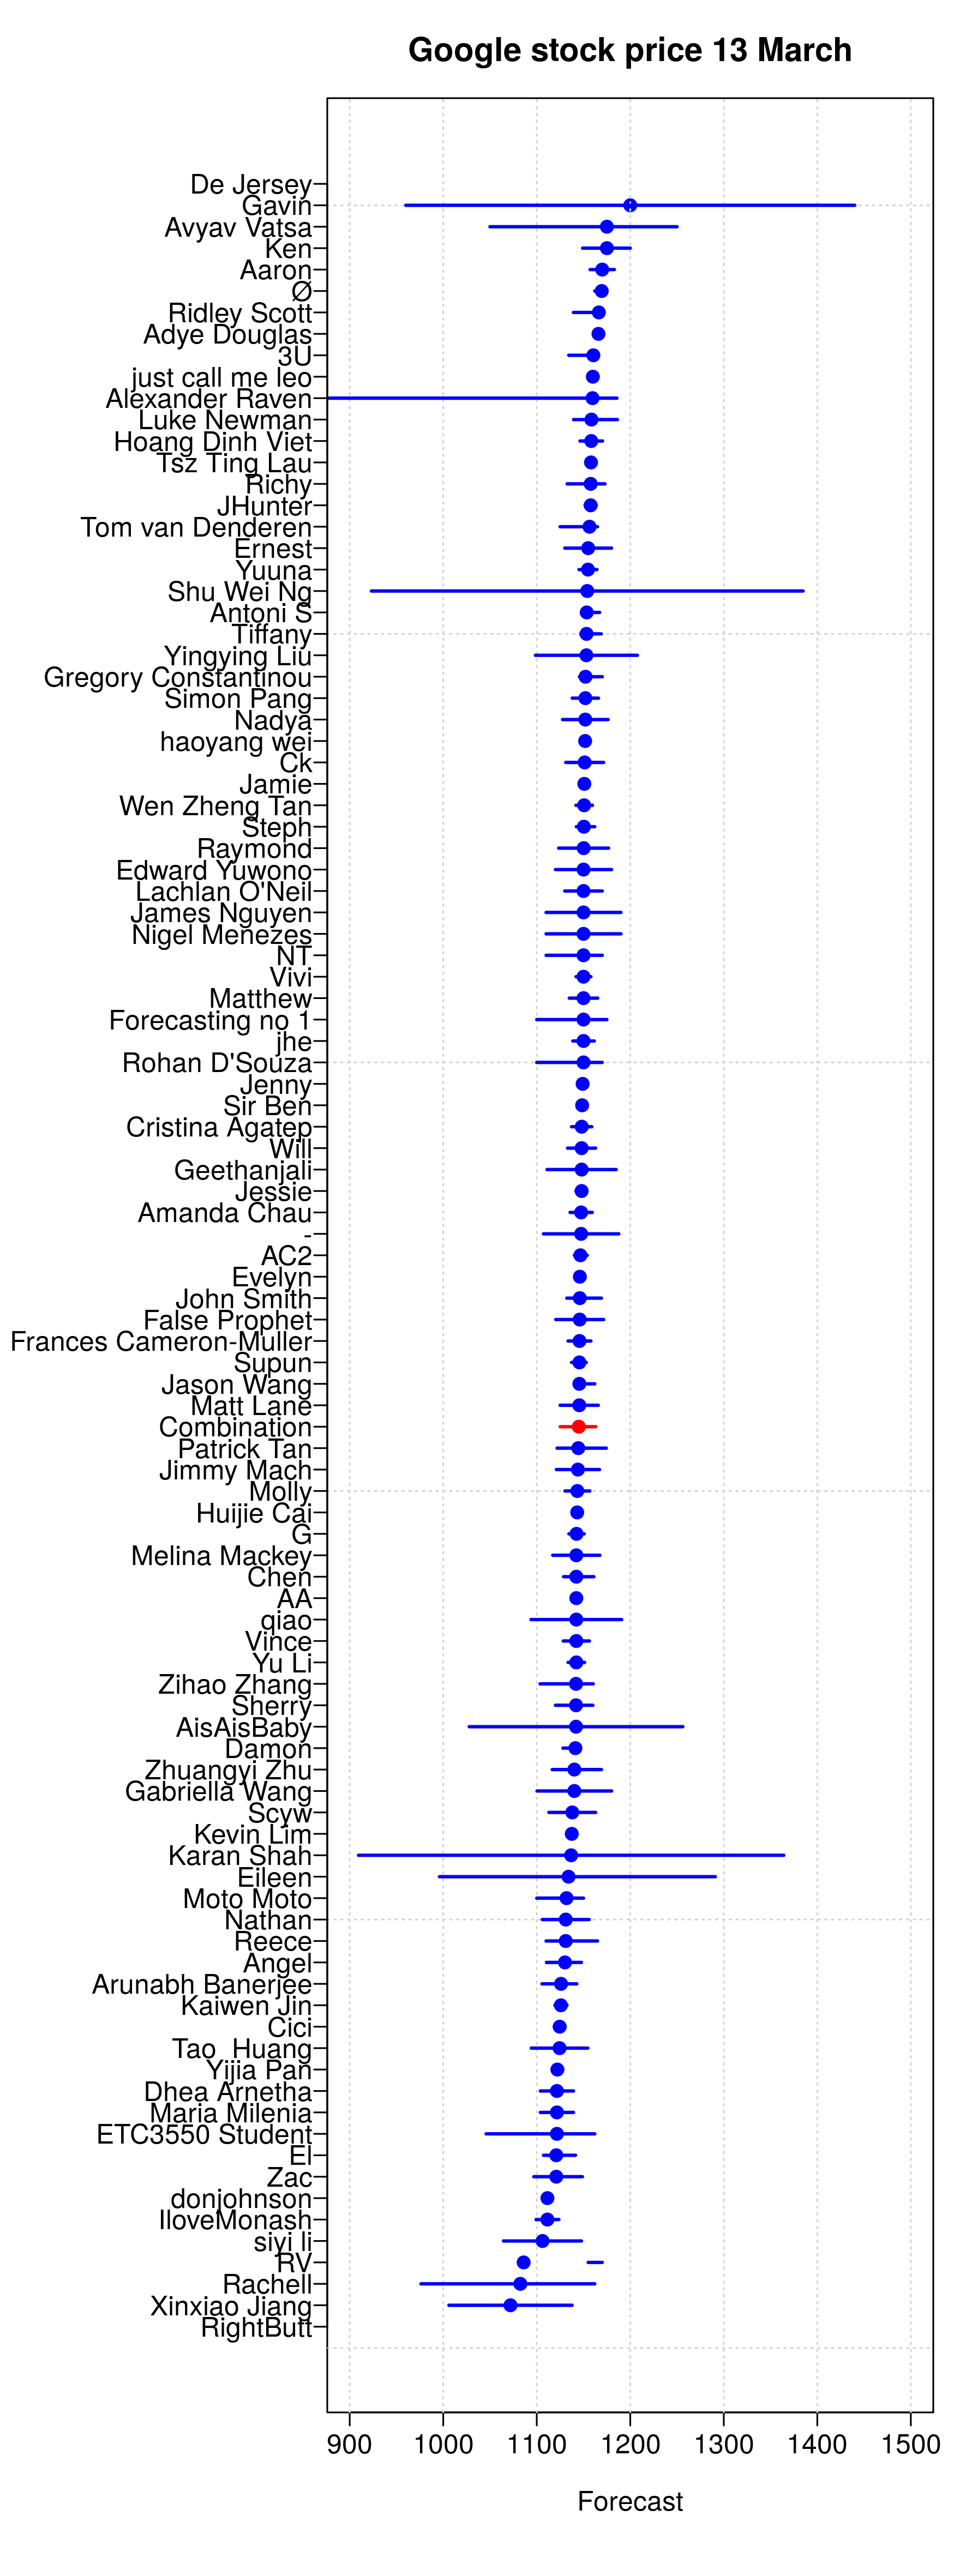 Google stock price 13 March
De Jersey
Gavin
Avyav Vatsa
Ken
Aaron
Ø
Ridley Scott
Adye Douglas
3U
just call me leo
Alexander Raven
Luke Newman
Hoang Dinh Viet
Tsz Ting Lau
Richy
JHunter
Tom van Denderen
Ernest
Yuuna
Shu Wei Ng
Antoni S
Tiffany
Yingying Liu
Gregory Constantinou
Simon Pang
Nadya
haoyang wei
Ck
Jamie
Wen Zheng Tan
Steph
Raymond
Edward Yuwono
Lachlan O'Neil
James Nguyen
Nigel Menezes
NT
Vivi
Matthew
Forecasting no 1
jhe
Rohan D'Souza
Jenny
Sir Ben
Cristina Agatep
Will
Geethanjali
Jessie
Amanda Chau
-
AC2
Evelyn
John Smith
False Prophet
Frances Cameron-Muller
Supun
Jason Wang
Matt Lane
Combination
Patrick Tan
Jimmy Mach
Molly
Huijie Cai
G
Melina Mackey
Chen
AA
qiao
Vince
Yu Li
Zihao Zhang
Sherry
AisAisBaby
Damon
Zhuangyi Zhu
Gabriella Wang
Scyw
Kevin Lim
Karan Shah
Eileen
Moto Moto
Nathan
Reece
Angel
Arunabh Banerjee
Kaiwen Jin
Cici
Tao  Huang
Yijia Pan
Dhea Arnetha
Maria Milenia
ETC3550 Student
El
Zac
donjohnson
IloveMonash
siyi li
RV
Rachell
Xinxiao Jiang
RightButt
900 1000 1100 1200 1300 1400 1500
Forecast